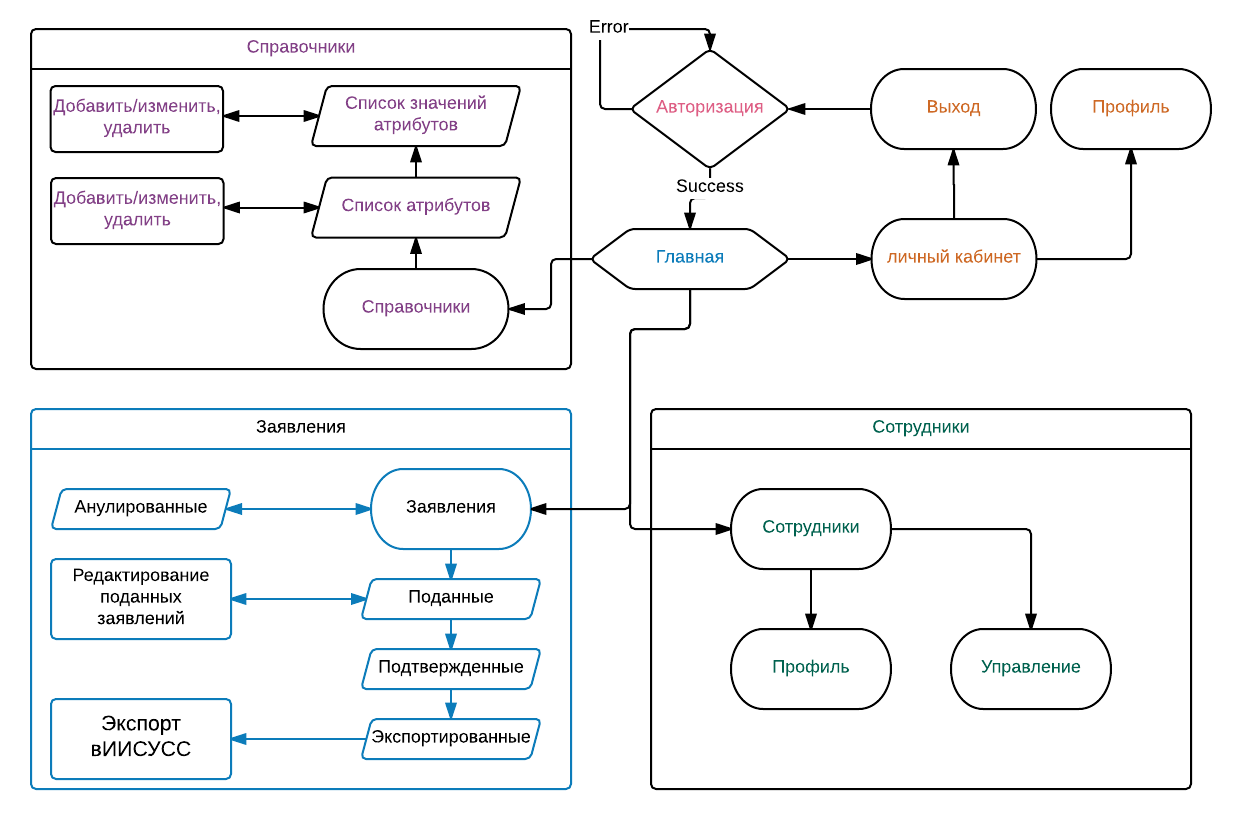 Error
Справочники
Добавить/изменить,
удалить
Список значений
атрибутов
Авторизация
Выход
Профиль
Success
Добавить/изменить,
удалить
Список атрибутов
Главная
личный кабинет
Справочники
Заявления
Анулированные
Заявления
Редактирование
поданных
заявлений
Поданные
Подтвержденные
Экспорт
вИИСУСС
Экспортированные
Сотрудники
Сотрудники
Профиль
Управление